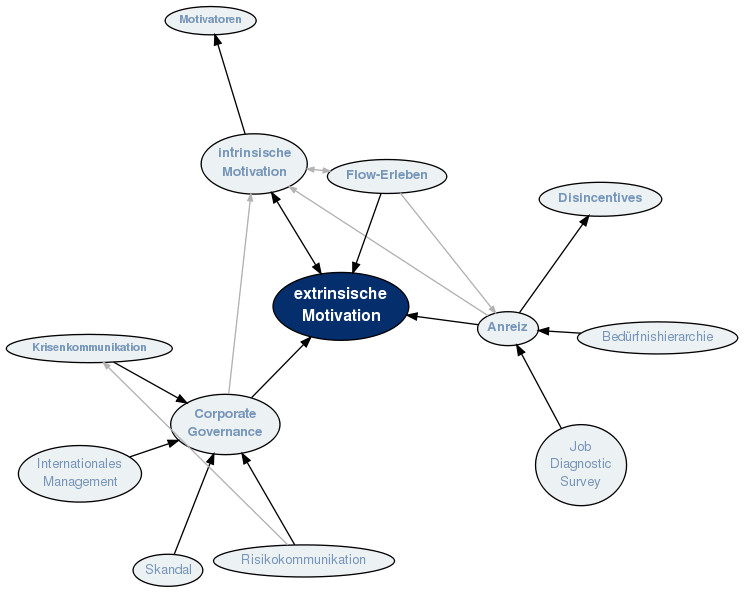 Motivatoren
intrinsische
Motivation
Flow-Erleben
Disincentives
extrinsische
Motivation
Anreiz
Bedürfnishierarchie
Krisenkommunikation
Corporate
Governance
Internationales
Management
Job
Diagnostic
Survey
Skandal
Risikokommunikation